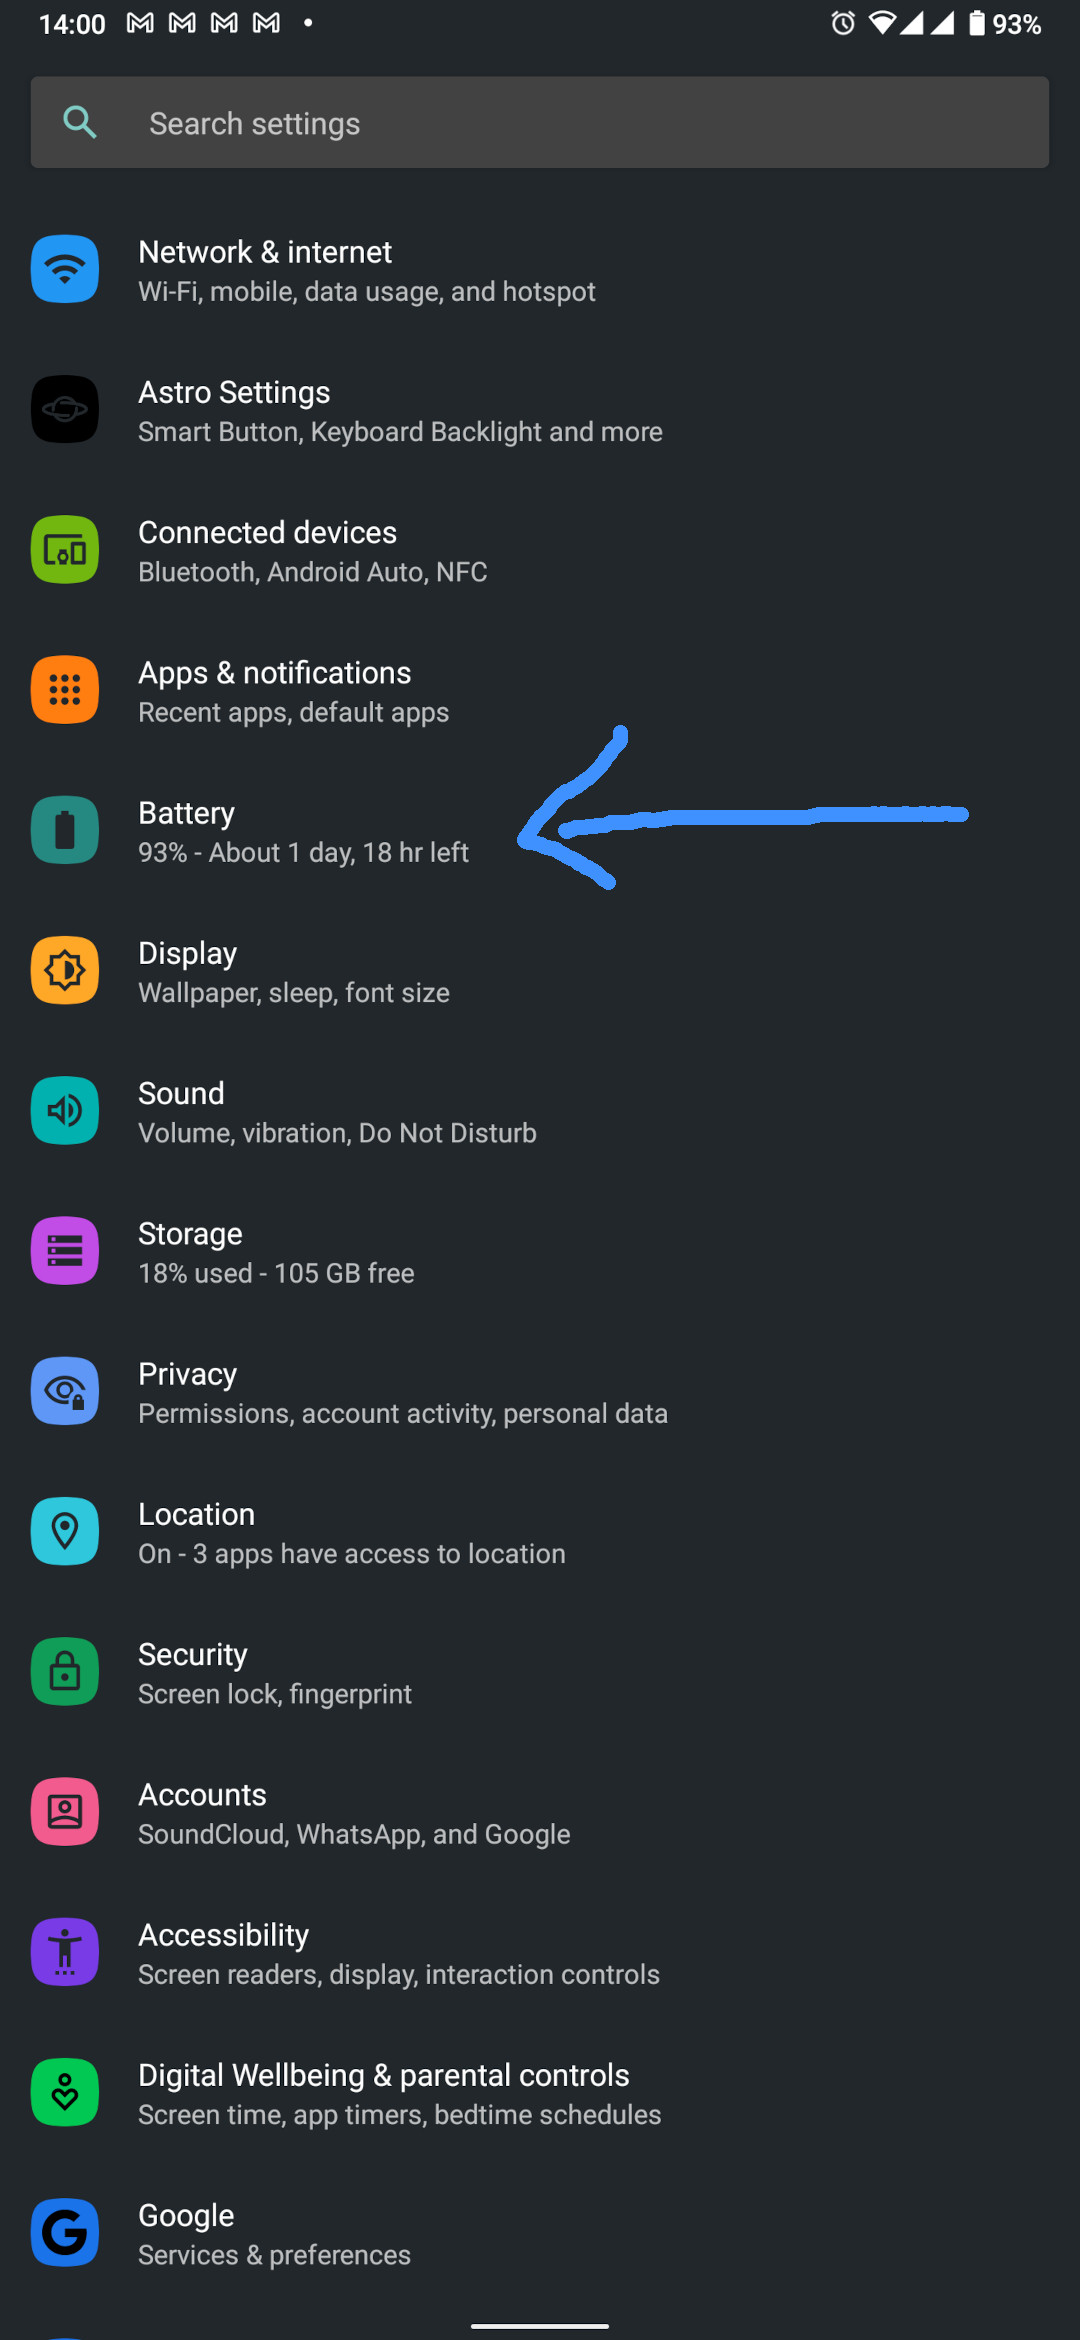 14:00 93%
Search settings
Network & internet
Wi-Fi, mobile, data usage, and hotspot
Astro Settings
Smart Button, Keyboard Backlight and more
Connected devices
Bluetooth, Android Auto, NFC
Apps & notifications
Recent apps, default apps
Battery
93% - About 1 day, 18 hr left
Display
Wallpaper, sleep, font size
Sound
Volume, vibration, Do Not Disturb
Storage
18% used - 105 GB free
Privacy
Permissions, account activity, personal data
Location
On - 3 apps have access to location
Security
Screen lock, fingerprint
Accounts
SoundCloud, WhatsApp, and Google
Accessibility
Screen readers, display, interaction controls
Digital Wellbeing & parental controls
Screen time, app timers, bedtime schedules
Google
Services & preferences